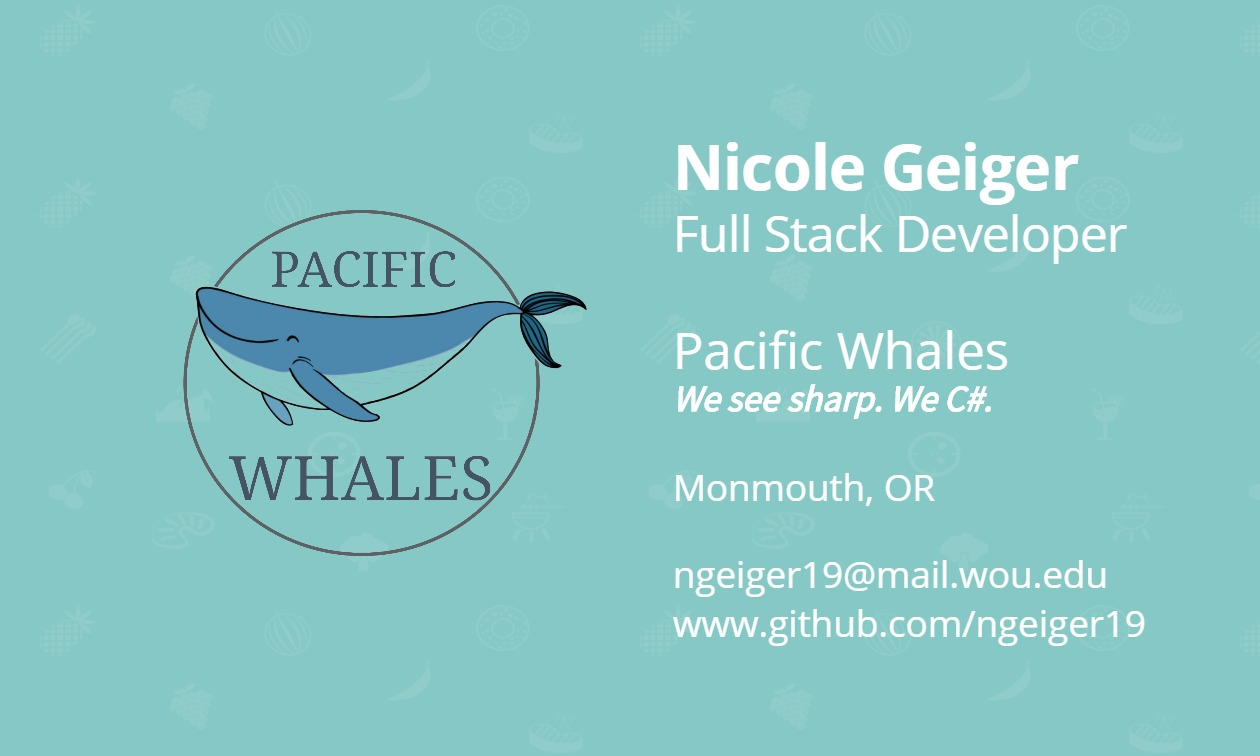 PACIFIC
WHALES
Nicole Geiger
Full Stack Developer
Pacific Whales
We see sharp. We C#.
Monmouth, OR
ngeiger19@mail.wou.edu
www.github.com/ngeiger19